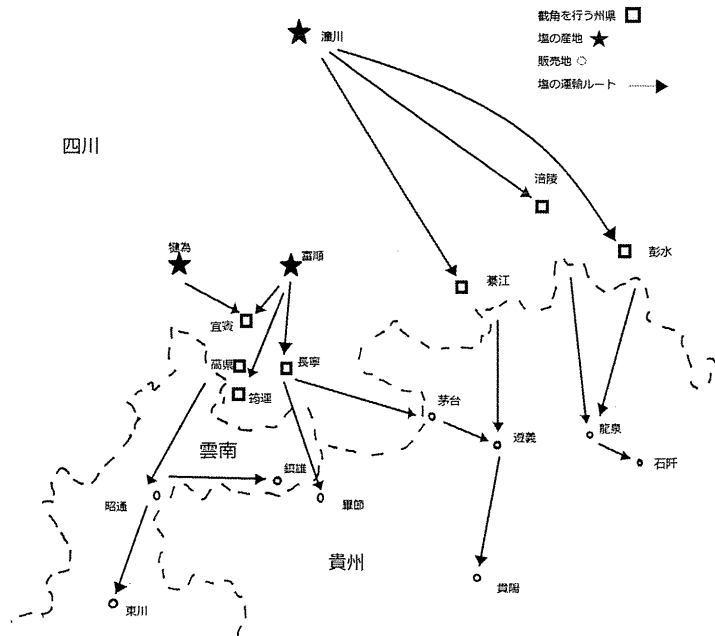 潼川
截角を行う州県
塩の産地
販売地
塩の運輸ルート
四川
涪陵
犍為
富順
彭水
綦江
宜賓
高県
長寧
筠連
茅台
遵義
龍泉
石阡
雲南
鎮雄
昭通
畢節
貴州
貴陽
東川